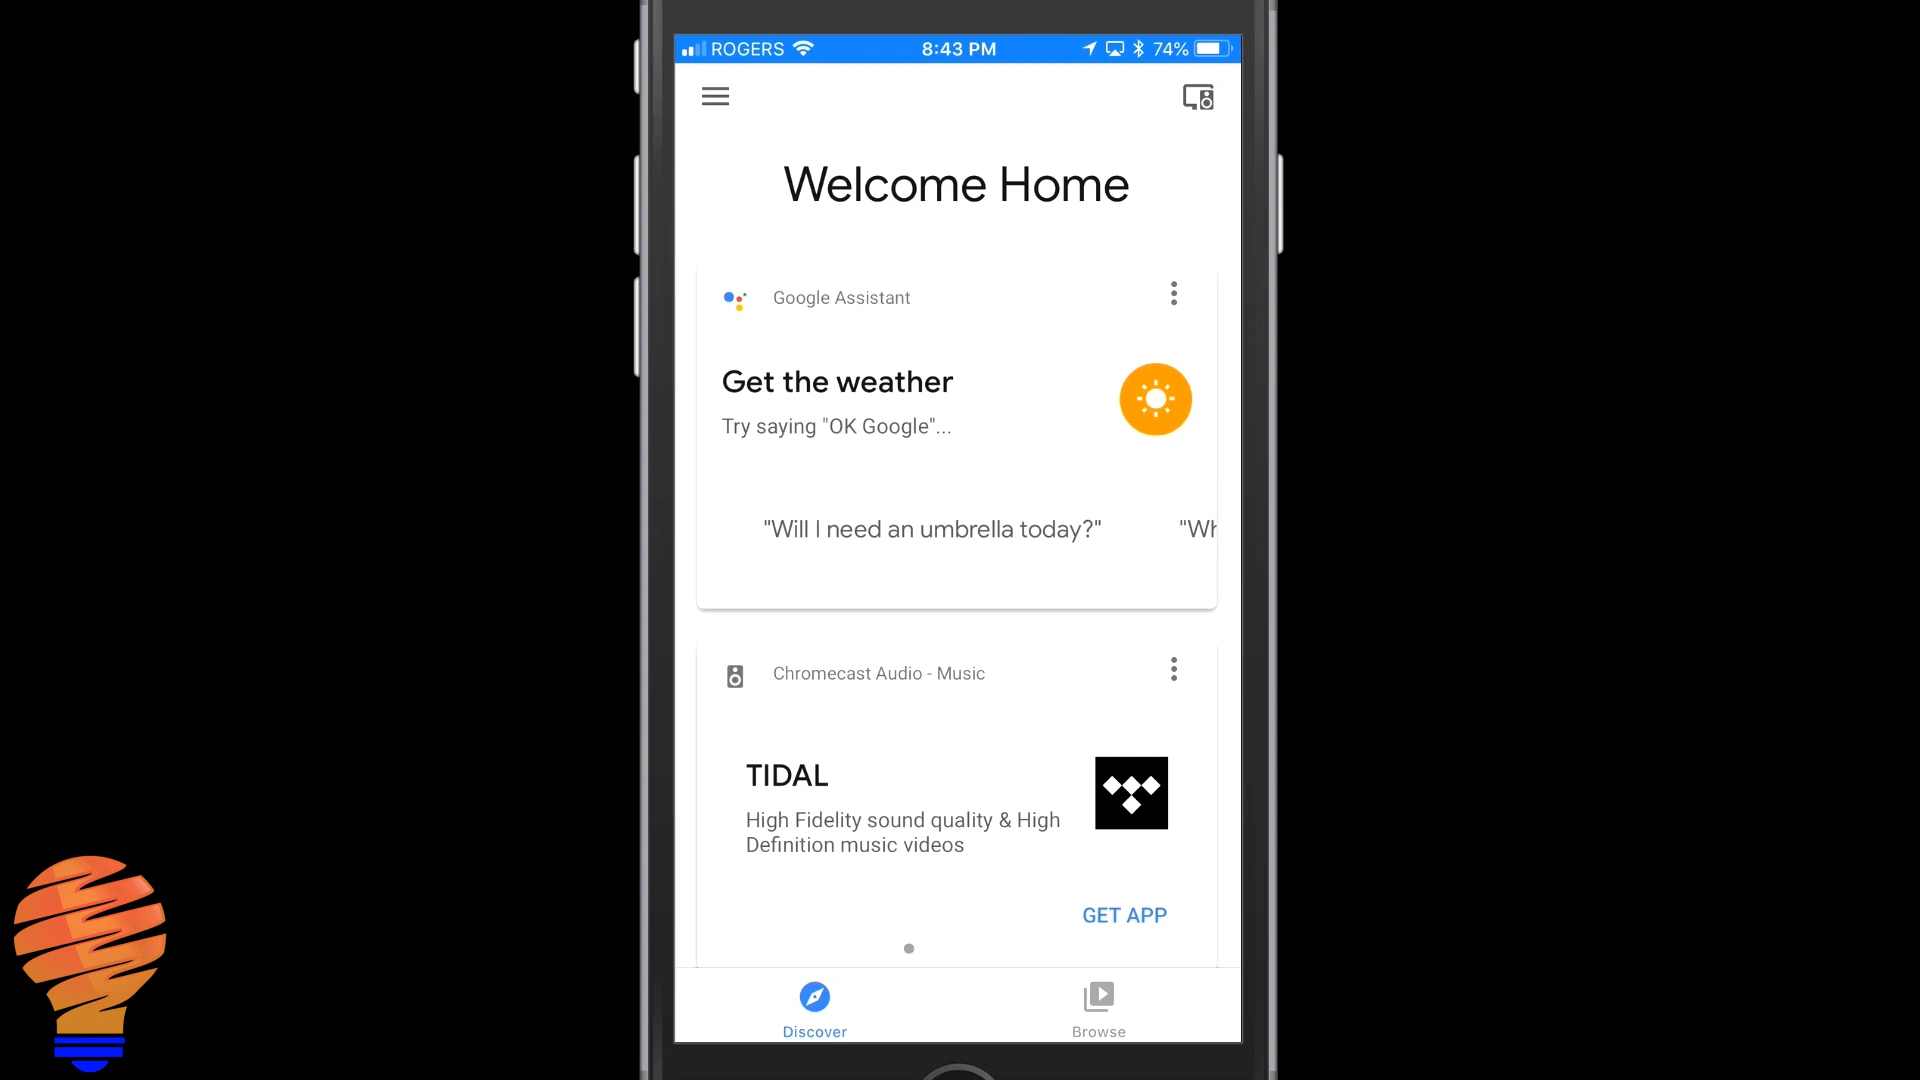 ROGERS 8:43 PM 74%
Welcome Home
Google Assistant
Get the weather
Try saying "OK Google"...
"Will I need an umbrella today?" "Wh
Chromecast Audio - Music
TIDAL
High Fidelity sound quality & High
Definition music videos
GET APP
Discover Browse